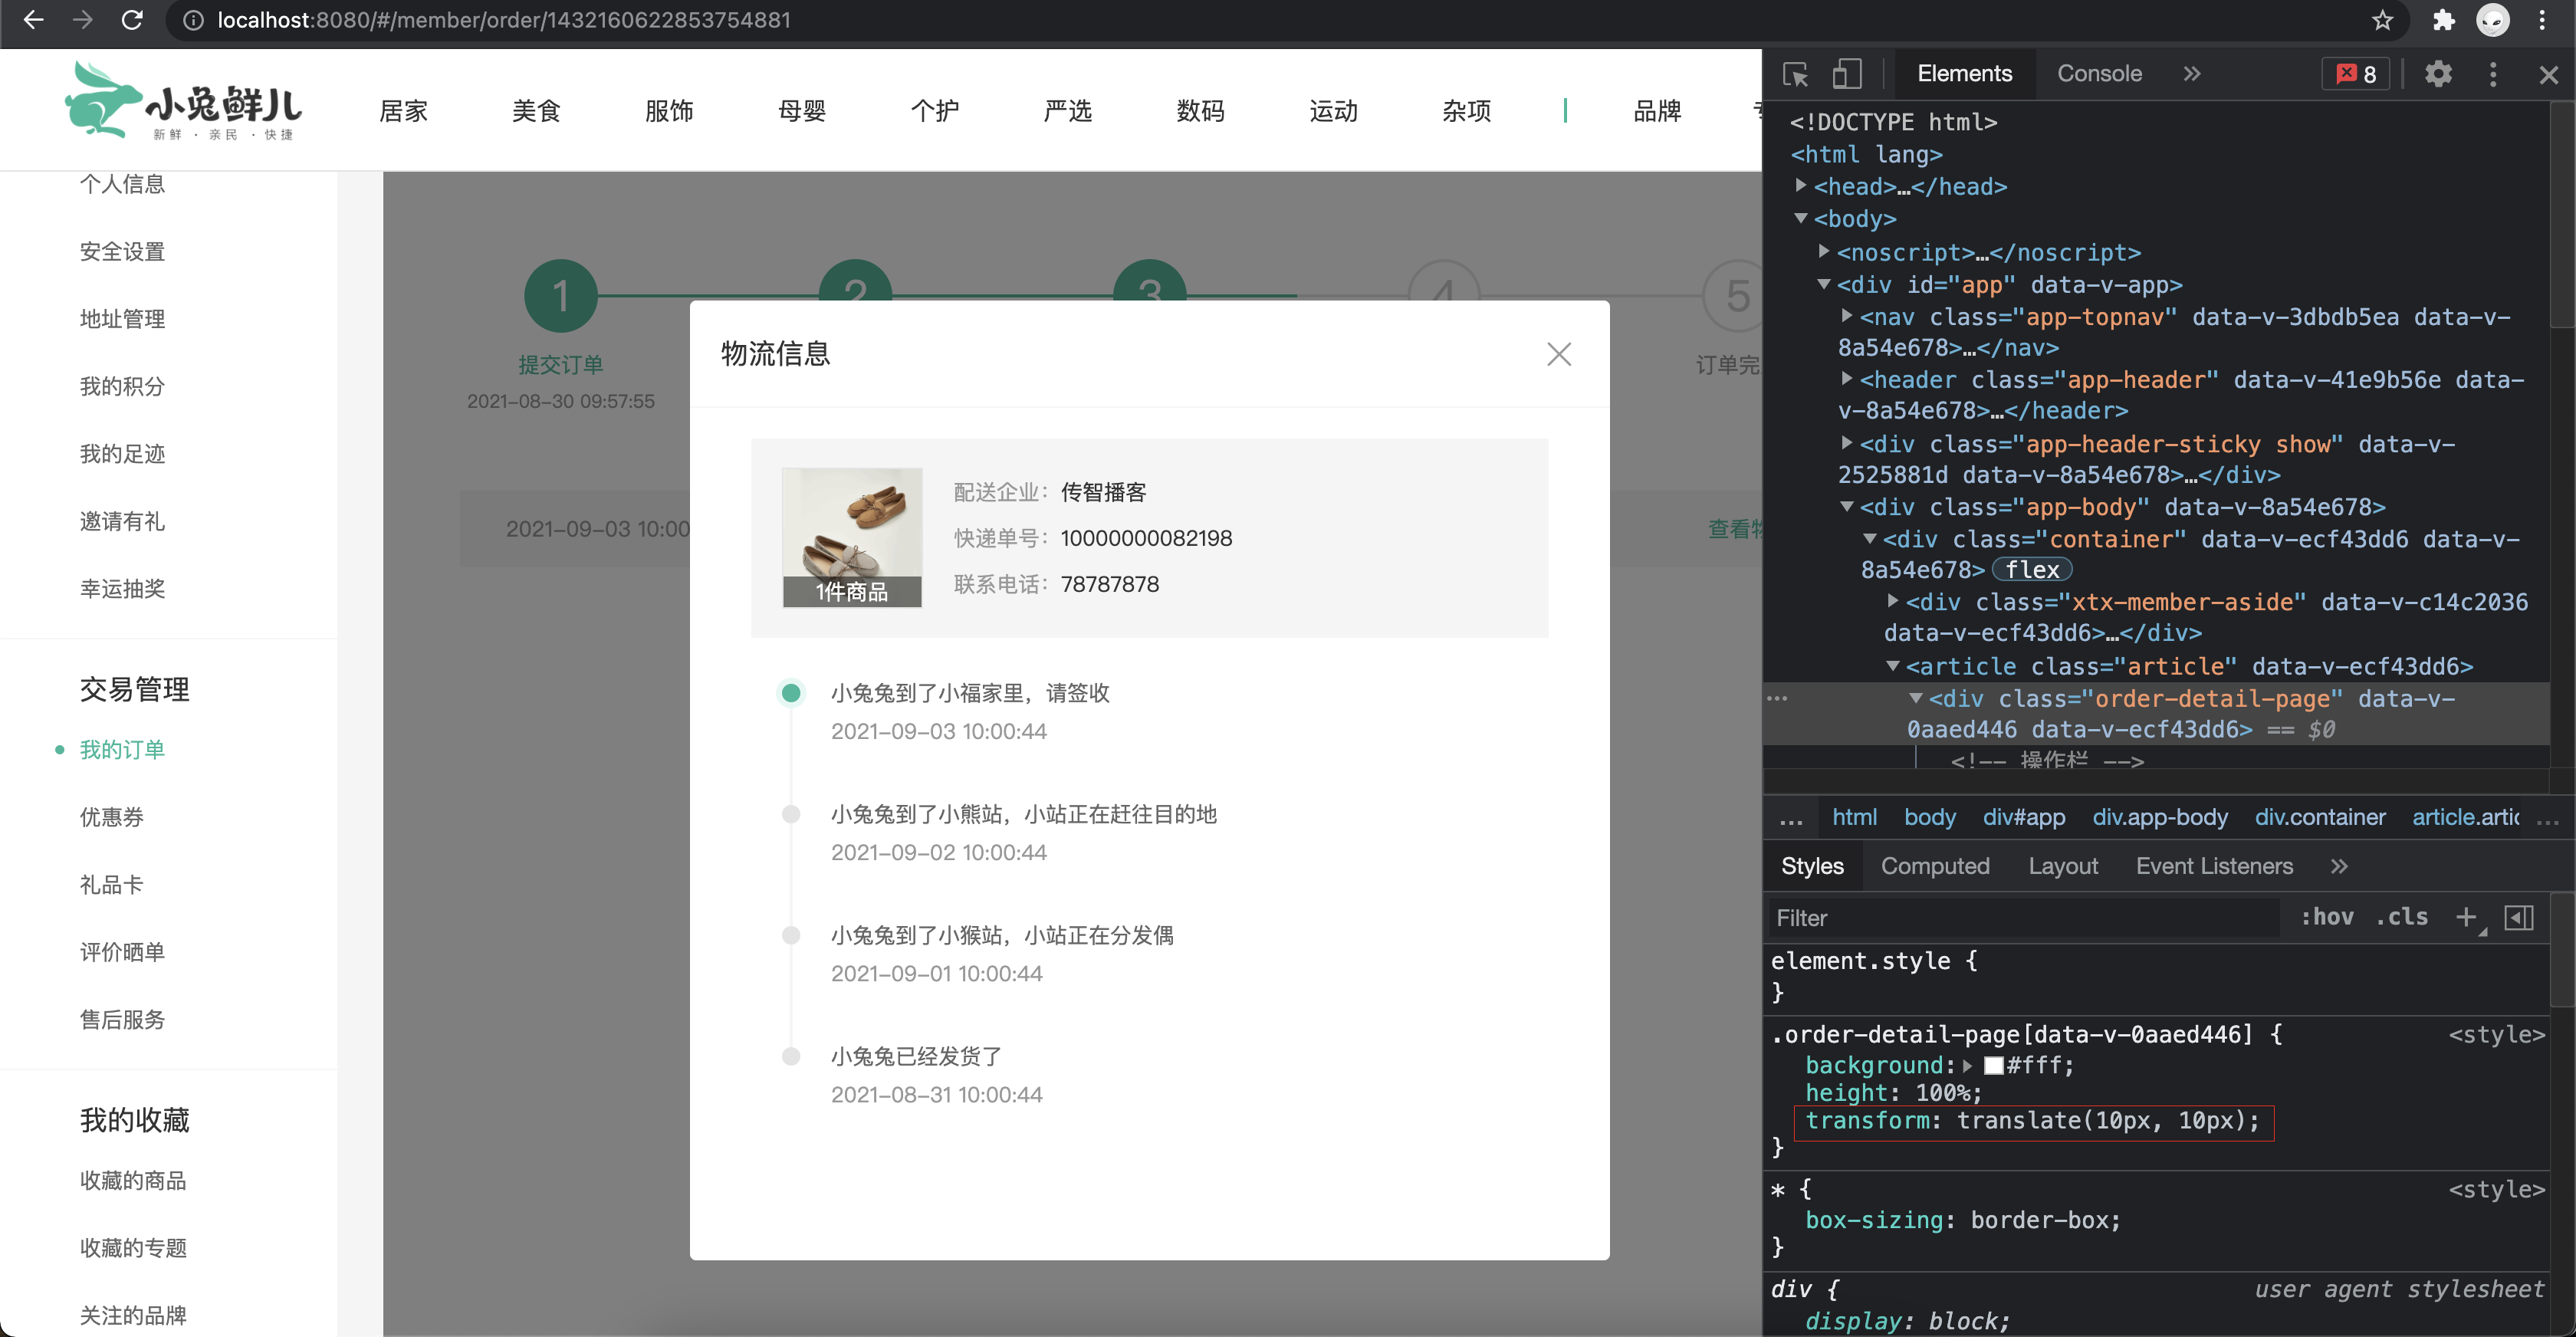 localhost:8080/#/member/order/1432160622853754881
小兔鲜儿
新鲜 · 亲民 · 快捷
居家 美食 服饰 母婴 个护 严选 数码 运动 杂项 品牌
个人信息
安全设置
地址管理
我的积分
我的足迹
邀请有礼
幸运抽奖
交易管理
我的订单
优惠券
礼品卡
评价晒单
售后服务
我的收藏
收藏的商品
收藏的专题
关注的品牌
1 2 3 4 5
提交订单
2021-08-30 09:57:55
订单完
2021-09-03 10:00
查看物
物流信息
1件商品
配送企业：传智播客
快递单号：10000000082198
联系电话：78787878
小兔兔到了小福家里，请签收
2021-09-03 10:00:44
小兔兔到了小熊站，小站正在赶往目的地
2021-09-02 10:00:44
小兔兔到了小猴站，小站正在分发偶
2021-09-01 10:00:44
小兔兔已经发货了
2021-08-31 10:00:44
Elements Console » 8
<!DOCTYPE html>
<html lang>
<head>…</head>
<body>
<noscript>…</noscript>
<div id="app" data-v-app>
<nav class="app-topnav" data-v-3dbdb5ea data-v-
8a54e678>…</nav>
<header class="app-header" data-v-41e9b56e data-
v-8a54e678>…</header>
<div class="app-header-sticky show" data-v-
2525881d data-v-8a54e678>…</div>
<div class="app-body" data-v-8a54e678>
<div class="container" data-v-ecf43dd6 data-v-
8a54e678> flex
<div class="xtx-member-aside" data-v-c14c2036
data-v-ecf43dd6>…</div>
<article class="article" data-v-ecf43dd6>
<div class="order-detail-page" data-v-
0aaed446 data-v-ecf43dd6> == $0
<!-- 操作栏 -->
… html body div#app div.app-body div.container article.artic …
Styles Computed Layout Event Listeners »
Filter :hov .cls +
element.style {
}
.order-detail-page[data-v-0aaed446] { <style>
background: #fff;
height: 100%;
transform: translate(10px, 10px);
}
* { <style>
box-sizing: border-box;
}
div { user agent stylesheet
display: block;